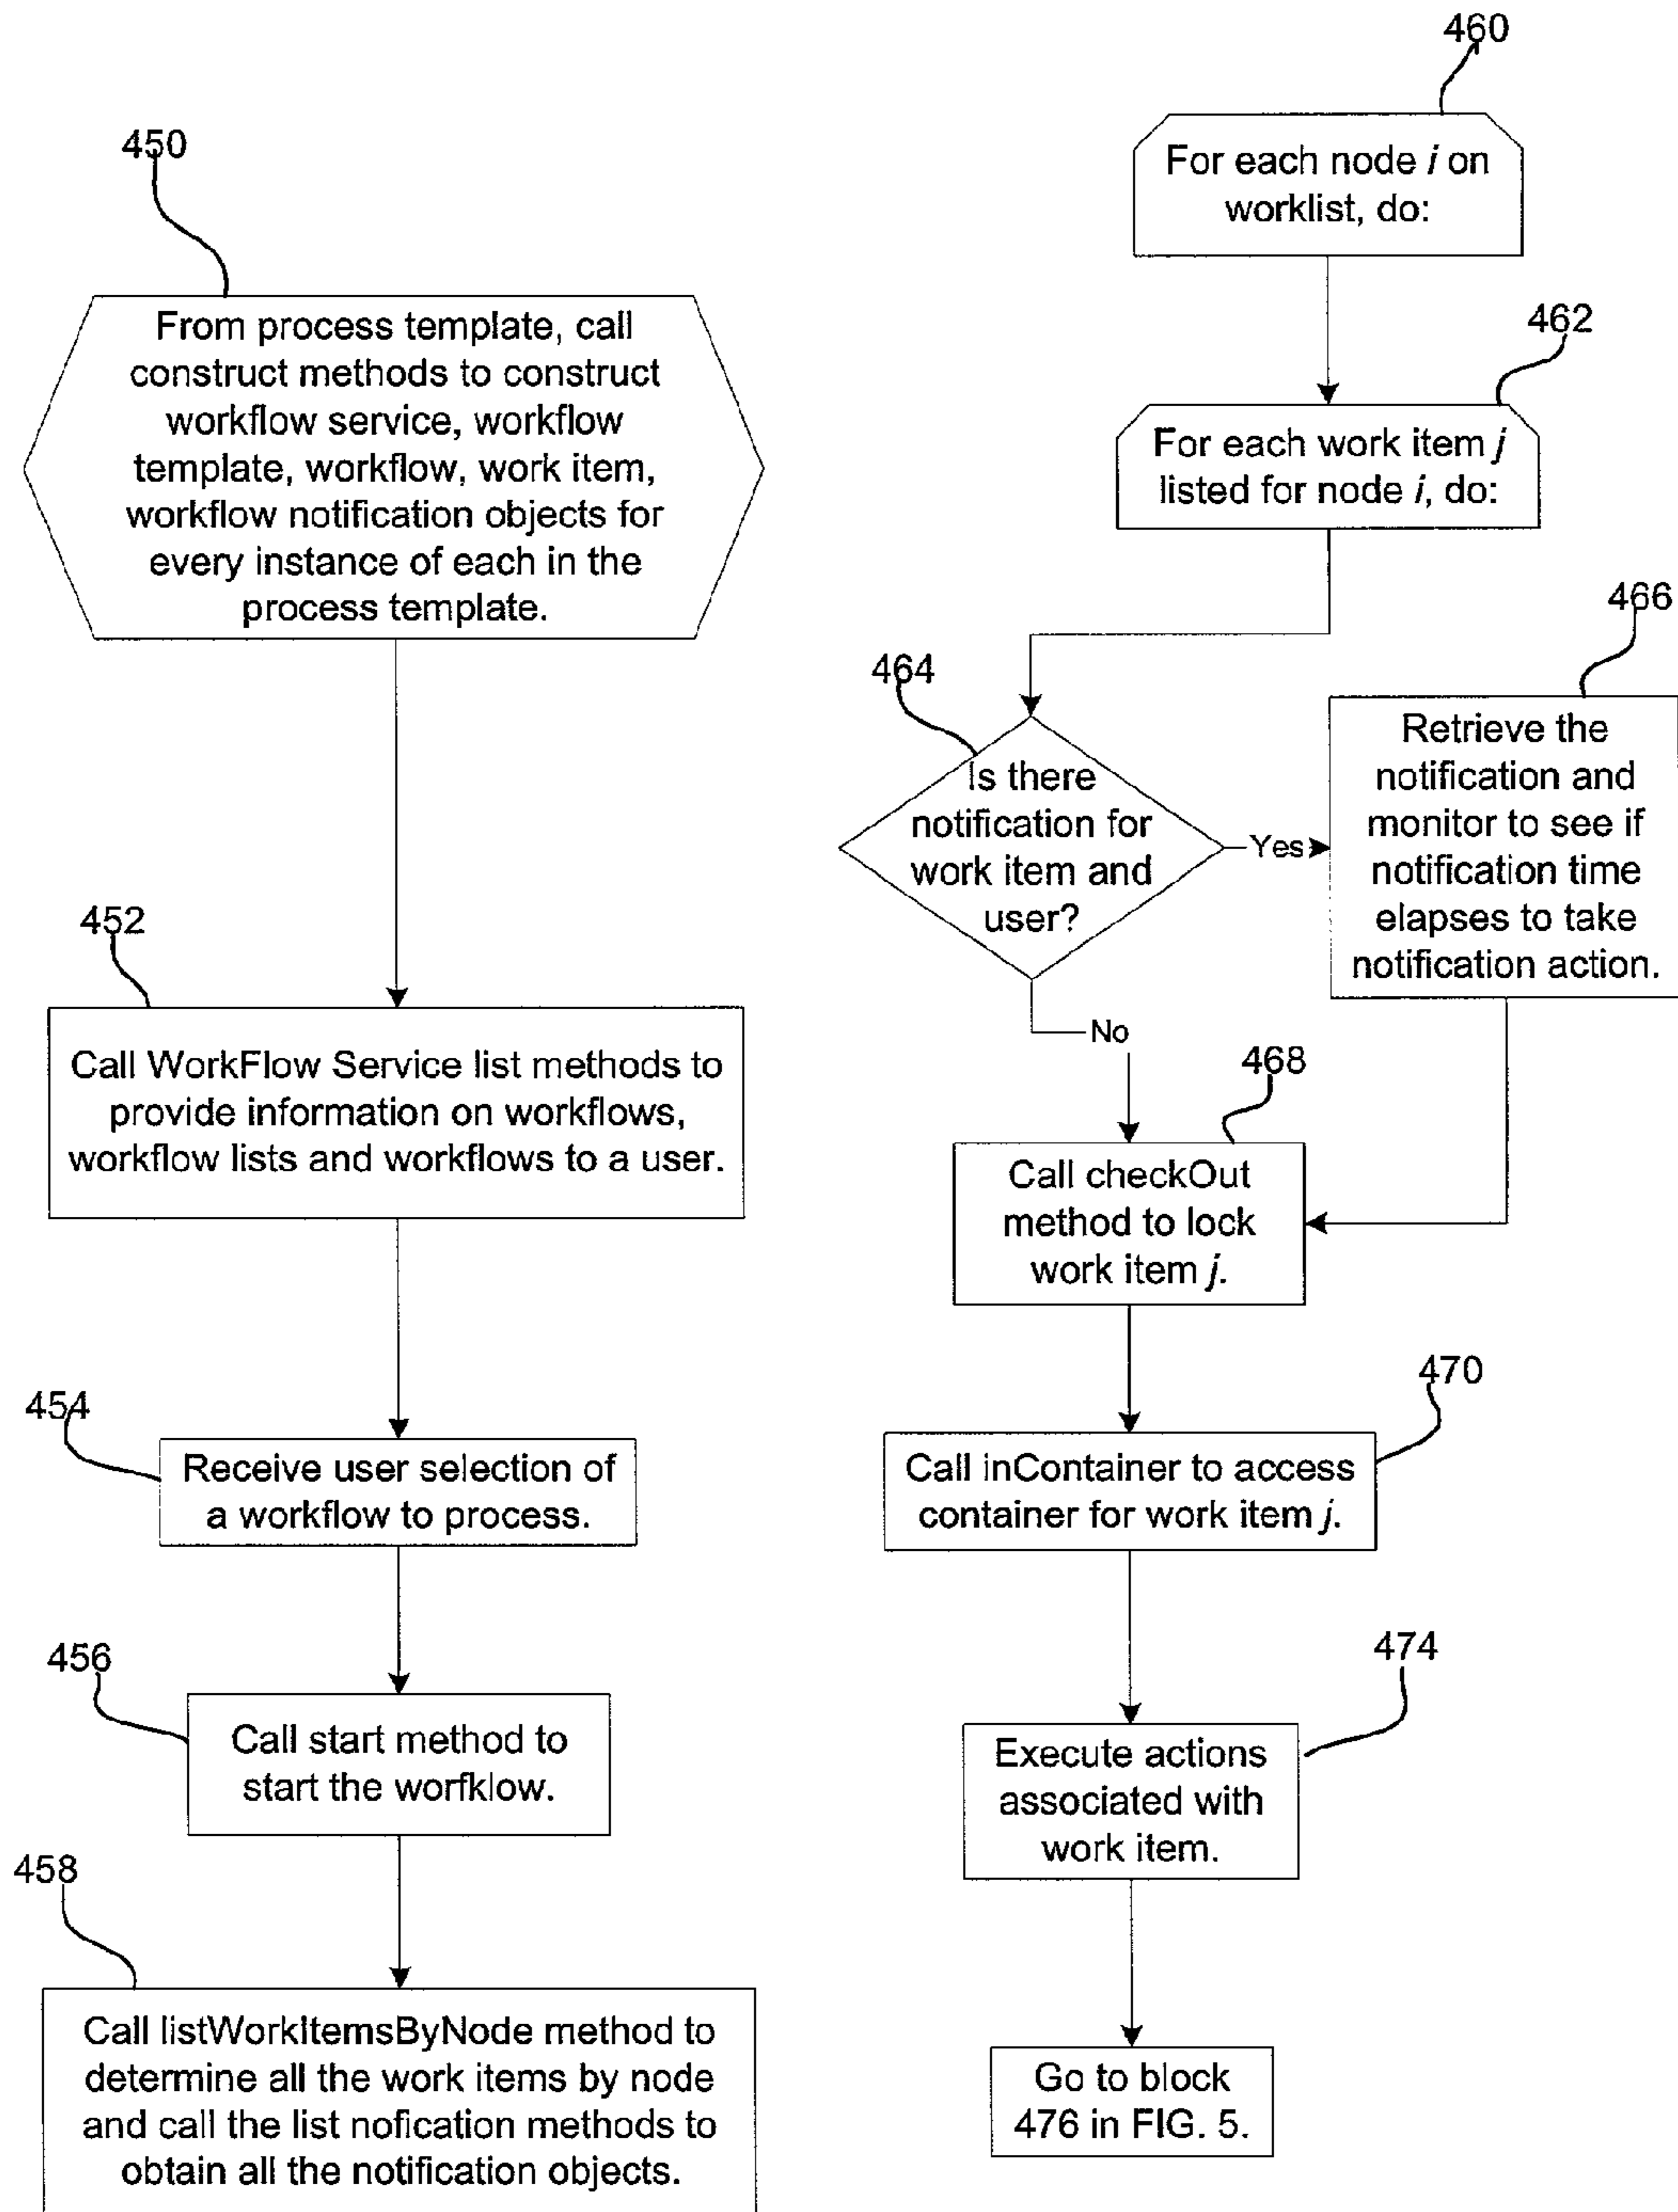 450
From process template, call
construct methods to construct
workflow service, workflow
template, workflow, work item,
workflow notification objects for
every instance of each in the
process template.
452
Call WorkFlow Service list methods to
provide information on workflows,
workflow lists and workflows to a user.
454
Receive user selection of
a workflow to process.
456
Call start method to
start the worfklow.
458
Call listWorkItemsByNode method to
determine all the work items by node
and call the list nofication methods to
obtain all the notification objects.
460
For each node i on
worklist, do:
462
For each work item j
listed for node i, do:
464
Is there
notification for
work item and
user?
Yes
No
466
Retrieve the
notification and
monitor to see if
notification time
elapses to take
notification action.
468
Call checkOut
method to lock
work item j.
470
Call inContainer to access
container for work item j.
474
Execute actions
associated with
work item.
Go to block
476 in FIG. 5.